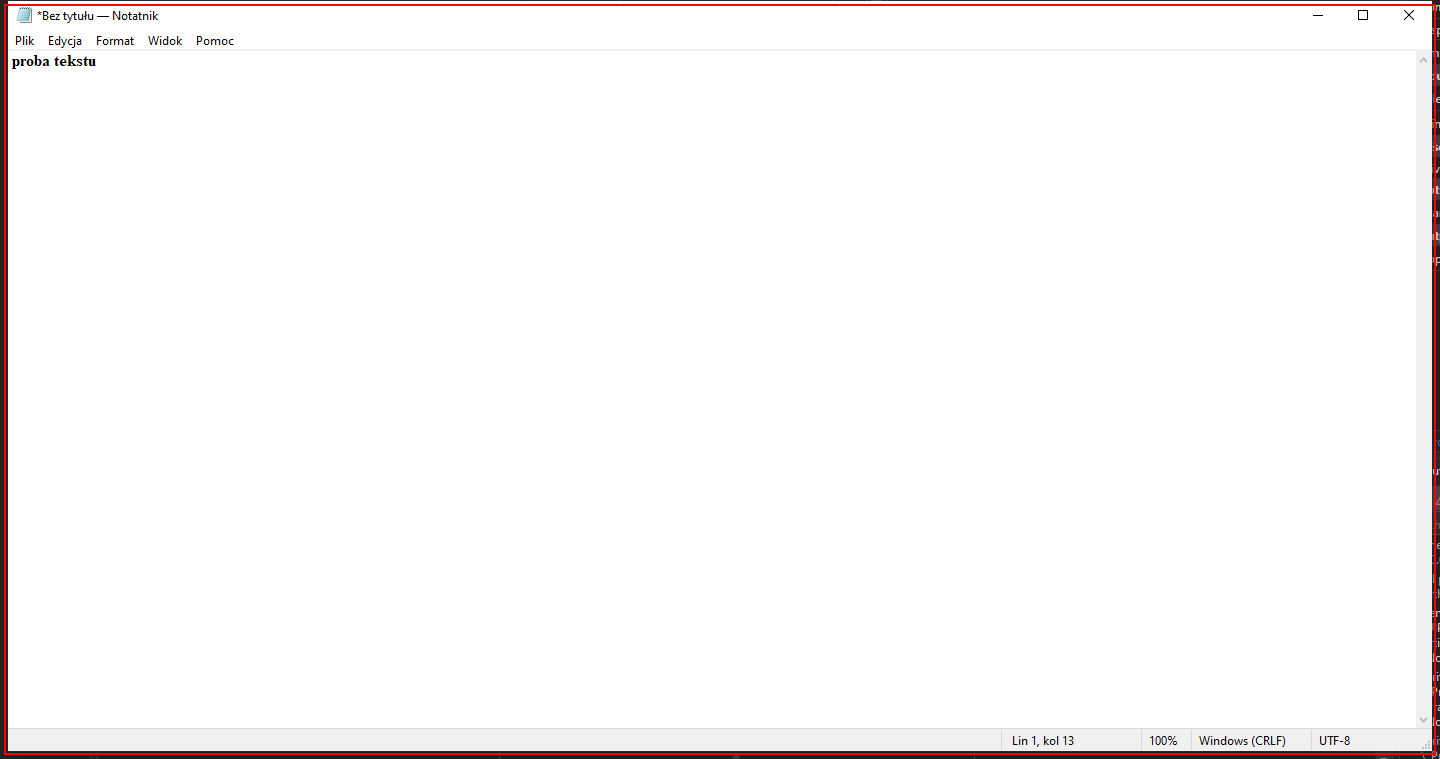 *Bez tytułu — Notatnik
Plik Edycja Format Widok Pomoc
proba tekstu
Lin 1, kol 13 100% Windows (CRLF) UTF-8